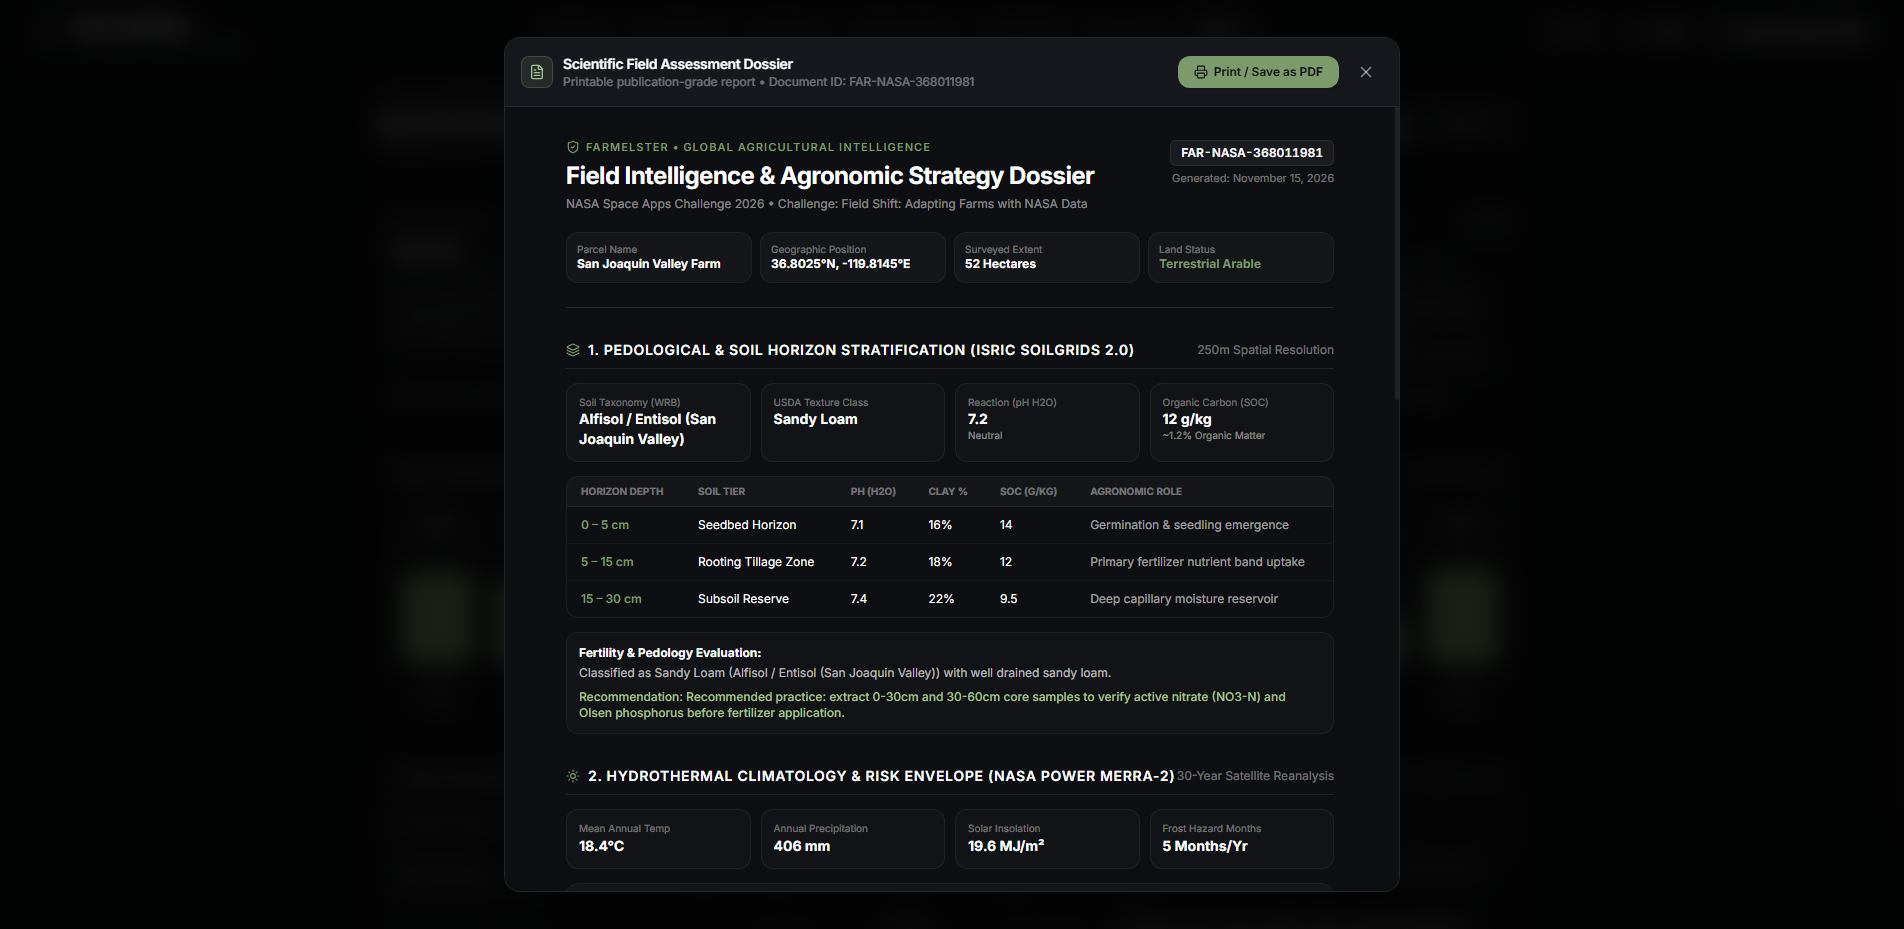 Scientific Field Assessment Dossier
Printable publication-grade report • Document ID: FAR-NASA-368011981
Print / Save as PDF
FARMELSTER • GLOBAL AGRICULTURAL INTELLIGENCE
FAR-NASA-368011981
Field Intelligence & Agronomic Strategy Dossier
Generated: November 15, 2026
NASA Space Apps Challenge 2026 • Challenge: Field Shift: Adapting Farms with NASA Data
Parcel Name
San Joaquin Valley Farm
Geographic Position
36.8025°N, -119.8145°E
Surveyed Extent
52 Hectares
Land Status
Terrestrial Arable
1. PEDOLOGICAL & SOIL HORIZON STRATIFICATION (ISRIC SOILGRIDS 2.0)
250m Spatial Resolution
Soil Taxonomy (WRB)
Alfisol / Entisol (San
Joaquin Valley)
USDA Texture Class
Sandy Loam
Reaction (pH H2O)
7.2
Neutral
Organic Carbon (SOC)
12 g/kg
~1.2% Organic Matter
HORIZON DEPTH SOIL TIER PH (H2O) CLAY % SOC (G/KG) AGRONOMIC ROLE
0 – 5 cm Seedbed Horizon 7.1 16% 14 Germination & seedling emergence
5 – 15 cm Rooting Tillage Zone 7.2 18% 12 Primary fertilizer nutrient band uptake
15 – 30 cm Subsoil Reserve 7.4 22% 9.5 Deep capillary moisture reservoir
Fertility & Pedology Evaluation:
Classified as Sandy Loam (Alfisol / Entisol (San Joaquin Valley)) with well drained sandy loam.
Recommendation: Recommended practice: extract 0-30cm and 30-60cm core samples to verify active nitrate (NO3-N) and
Olsen phosphorus before fertilizer application.
2. HYDROTHERMAL CLIMATOLOGY & RISK ENVELOPE (NASA POWER MERRA-2)
30-Year Satellite Reanalysis
Mean Annual Temp
18.4°C
Annual Precipitation
406 mm
Solar Insolation
19.6 MJ/m²
Frost Hazard Months
5 Months/Yr